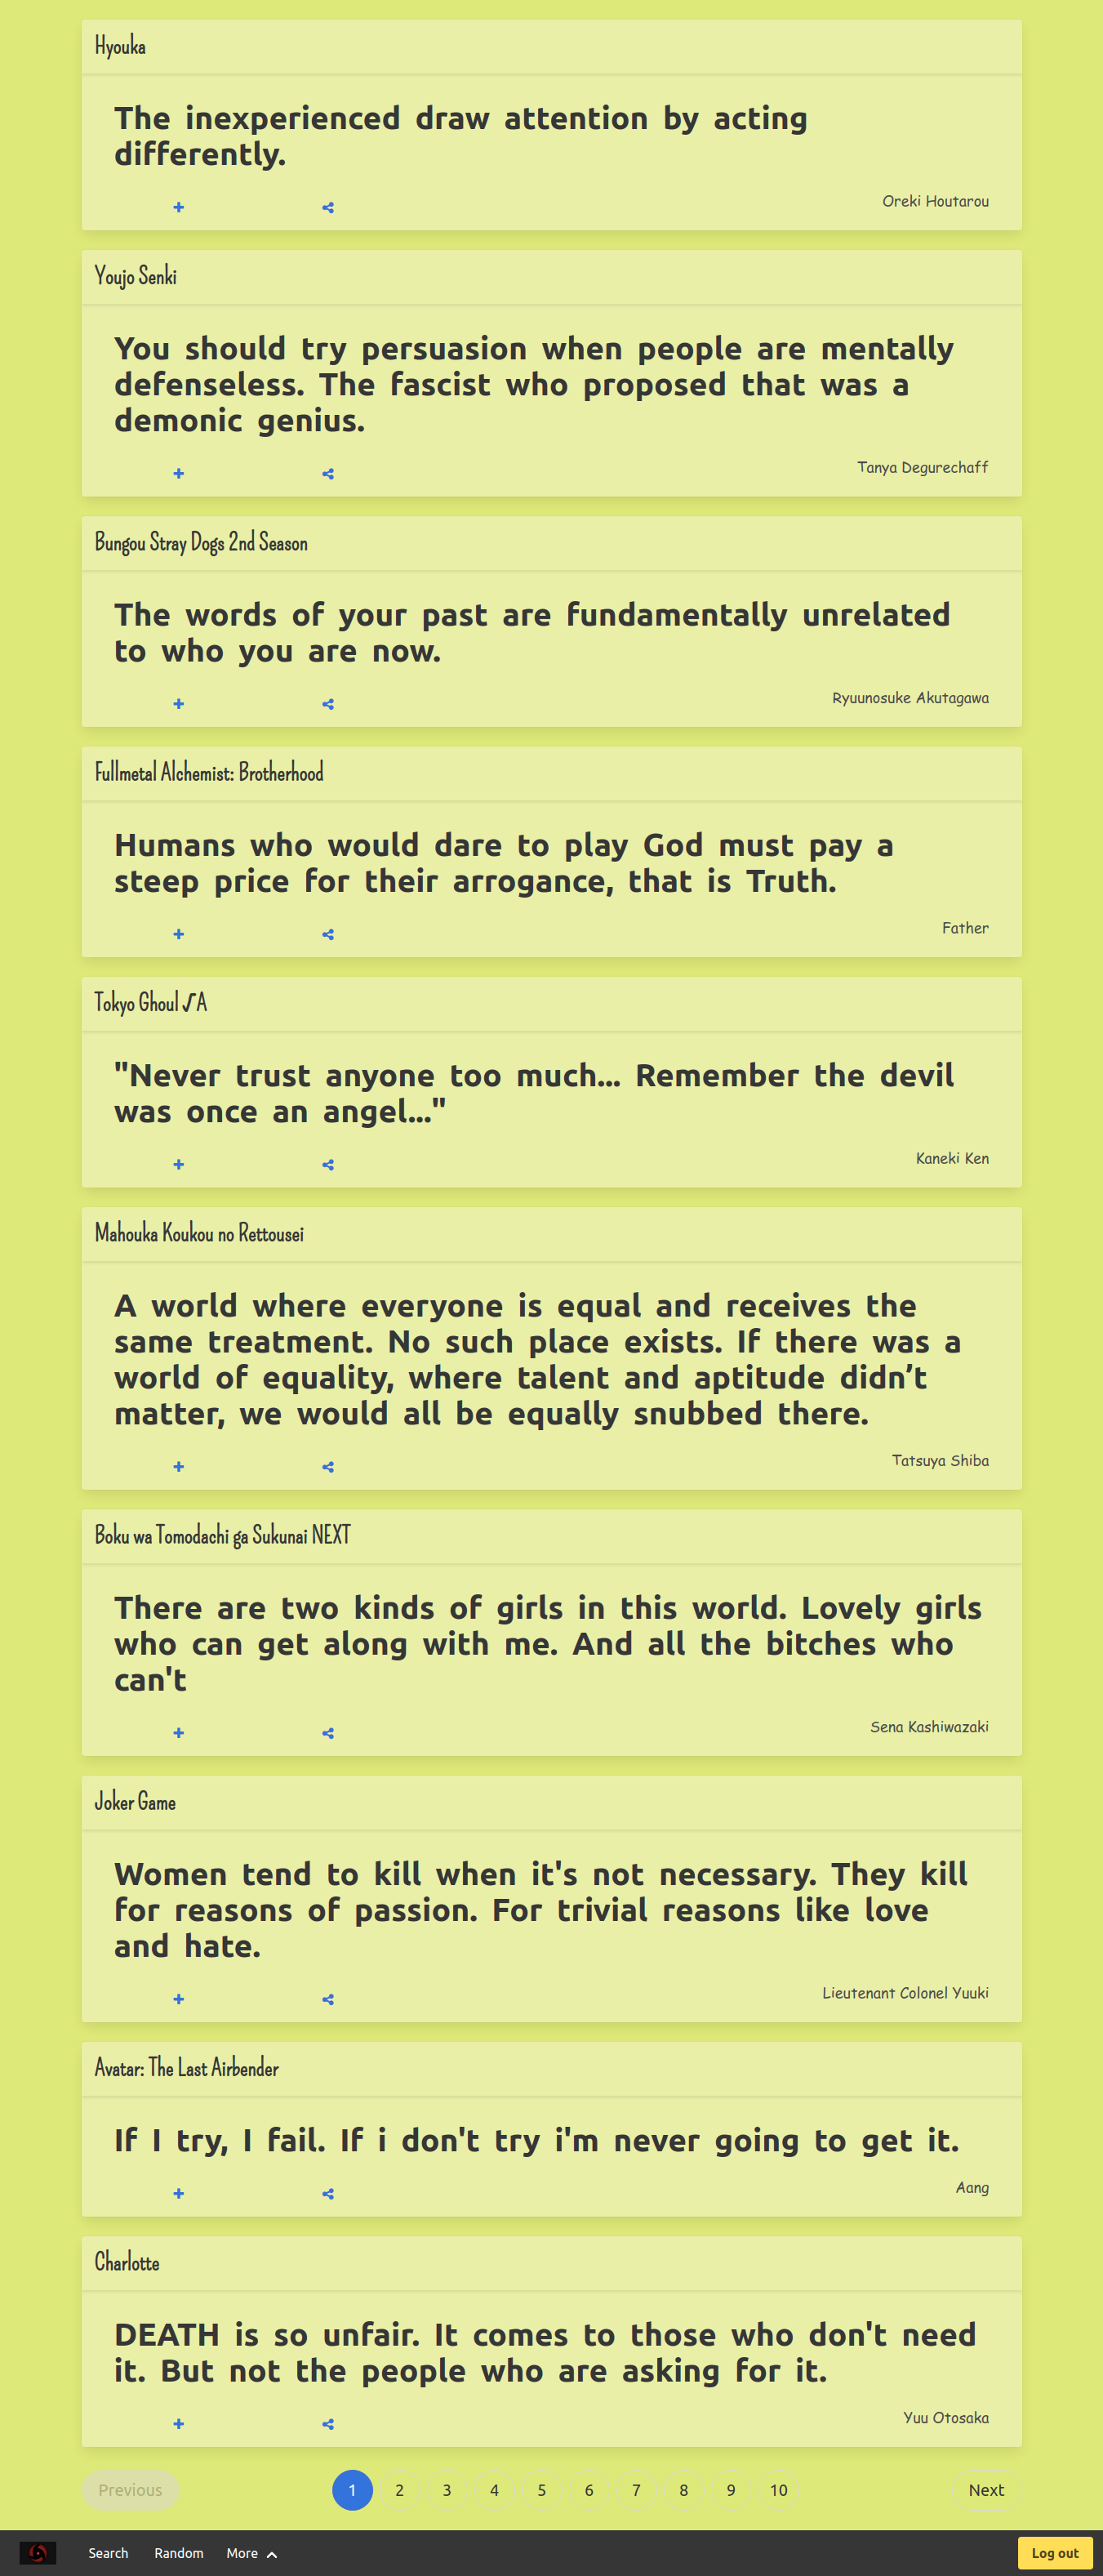 Hyouka
The inexperienced draw attention by acting
differently.
Oreki Houtarou
Youjo Senki
You should try persuasion when people are mentally
defenseless. The fascist who proposed that was a
demonic genius.
Tanya Degurechaff
Bungou Stray Dogs 2nd Season
The words of your past are fundamentally unrelated
to who you are now.
Ryuunosuke Akutagawa
Fullmetal Alchemist: Brotherhood
Humans who would dare to play God must pay a
steep price for their arrogance, that is Truth.
Father
Tokyo Ghoul √A
"Never trust anyone too much... Remember the devil
was once an angel..."
Kaneki Ken
Mahouka Koukou no Rettousei
A world where everyone is equal and receives the
same treatment. No such place exists. If there was a
world of equality, where talent and aptitude didn’t
matter, we would all be equally snubbed there.
Tatsuya Shiba
Boku wa Tomodachi ga Sukunai NEXT
There are two kinds of girls in this world. Lovely girls
who can get along with me. And all the bitches who
can't
Sena Kashiwazaki
Joker Game
Women tend to kill when it's not necessary. They kill
for reasons of passion. For trivial reasons like love
and hate.
Lieutenant Colonel Yuuki
Avatar: The Last Airbender
If I try, I fail. If i don't try i'm never going to get it.
Aang
Charlotte
DEATH is so unfair. It comes to those who don't need
it. But not the people who are asking for it.
Yuu Otosaka
Previous 1 2 3 4 5 6 7 8 9 10 Next
Search Random More Log out